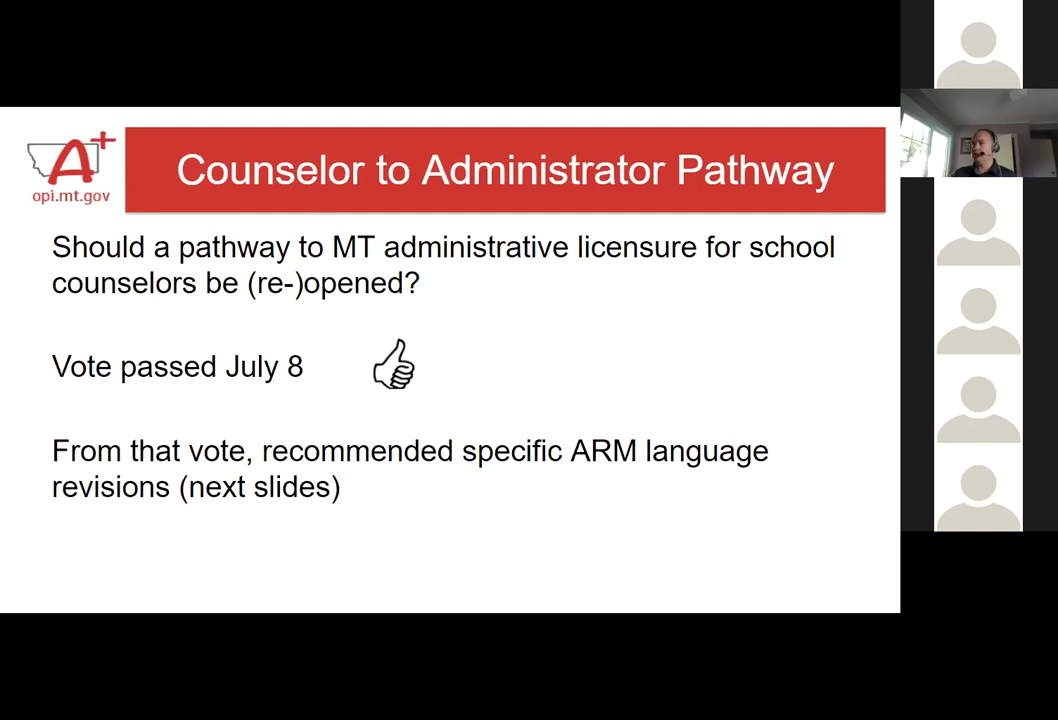 A+
opi.mt.gov
Counselor to Administrator Pathway
Should a pathway to MT administrative licensure for school
counselors be (re-)opened?
Vote passed July 8
From that vote, recommended specific ARM language
revisions (next slides)